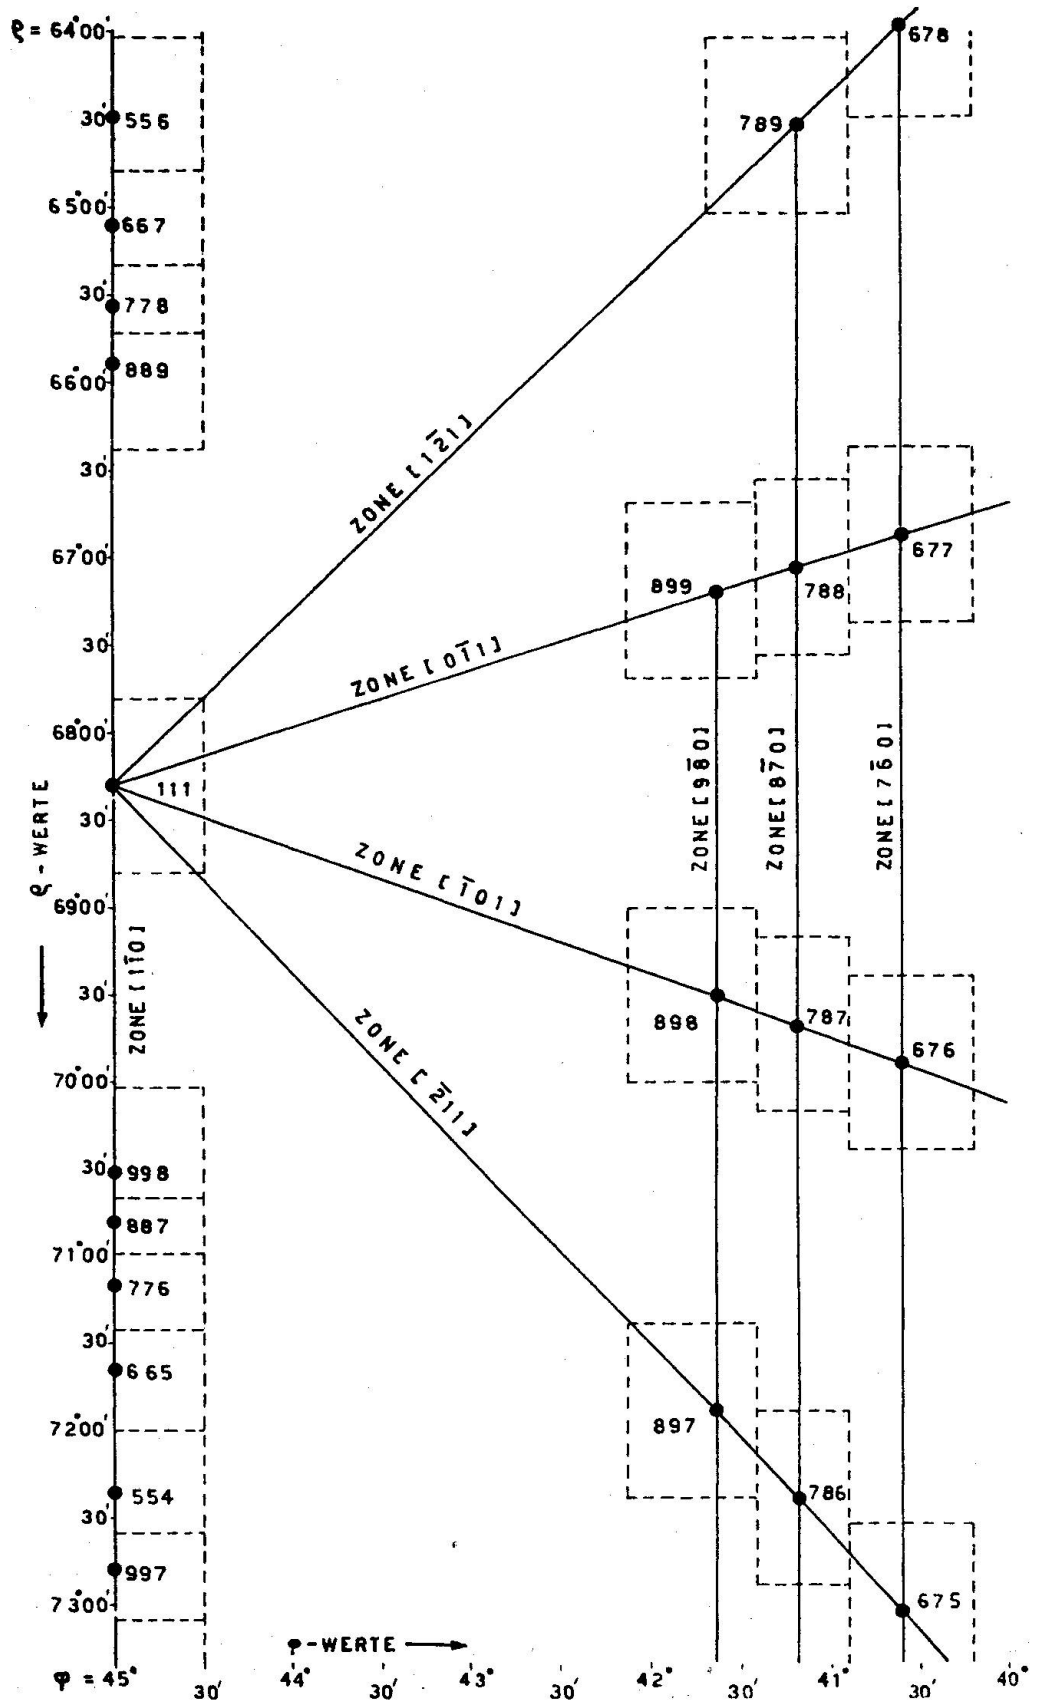 ϱ = 64°00'
678
30' 556
789
65°00'
667
30' 778
889
66°00'
30'
ZONE [1 2̅ 1]
67°00'
677
899
788
30'
ZONE [0 1̅ 1]
68°00'
111
30'
ZONE [9 8̅ 0]
ZONE [8 7̅ 0]
ZONE [7 6̅ 0]
ϱ - WERTE
ZONE [1̅ 0 1]
69°00'
ZONE [1 1̅ 0]
30'
898
787
676
ZONE [2̅ 1 1]
70°00'
30' 998
887
71°00'
776
30'
665
72°00'
897
554
786
30'
997
73°00'
675
φ - WERTE
φ = 45° 44° 43° 42° 41° 40°
30' 30' 30' 30' 30'